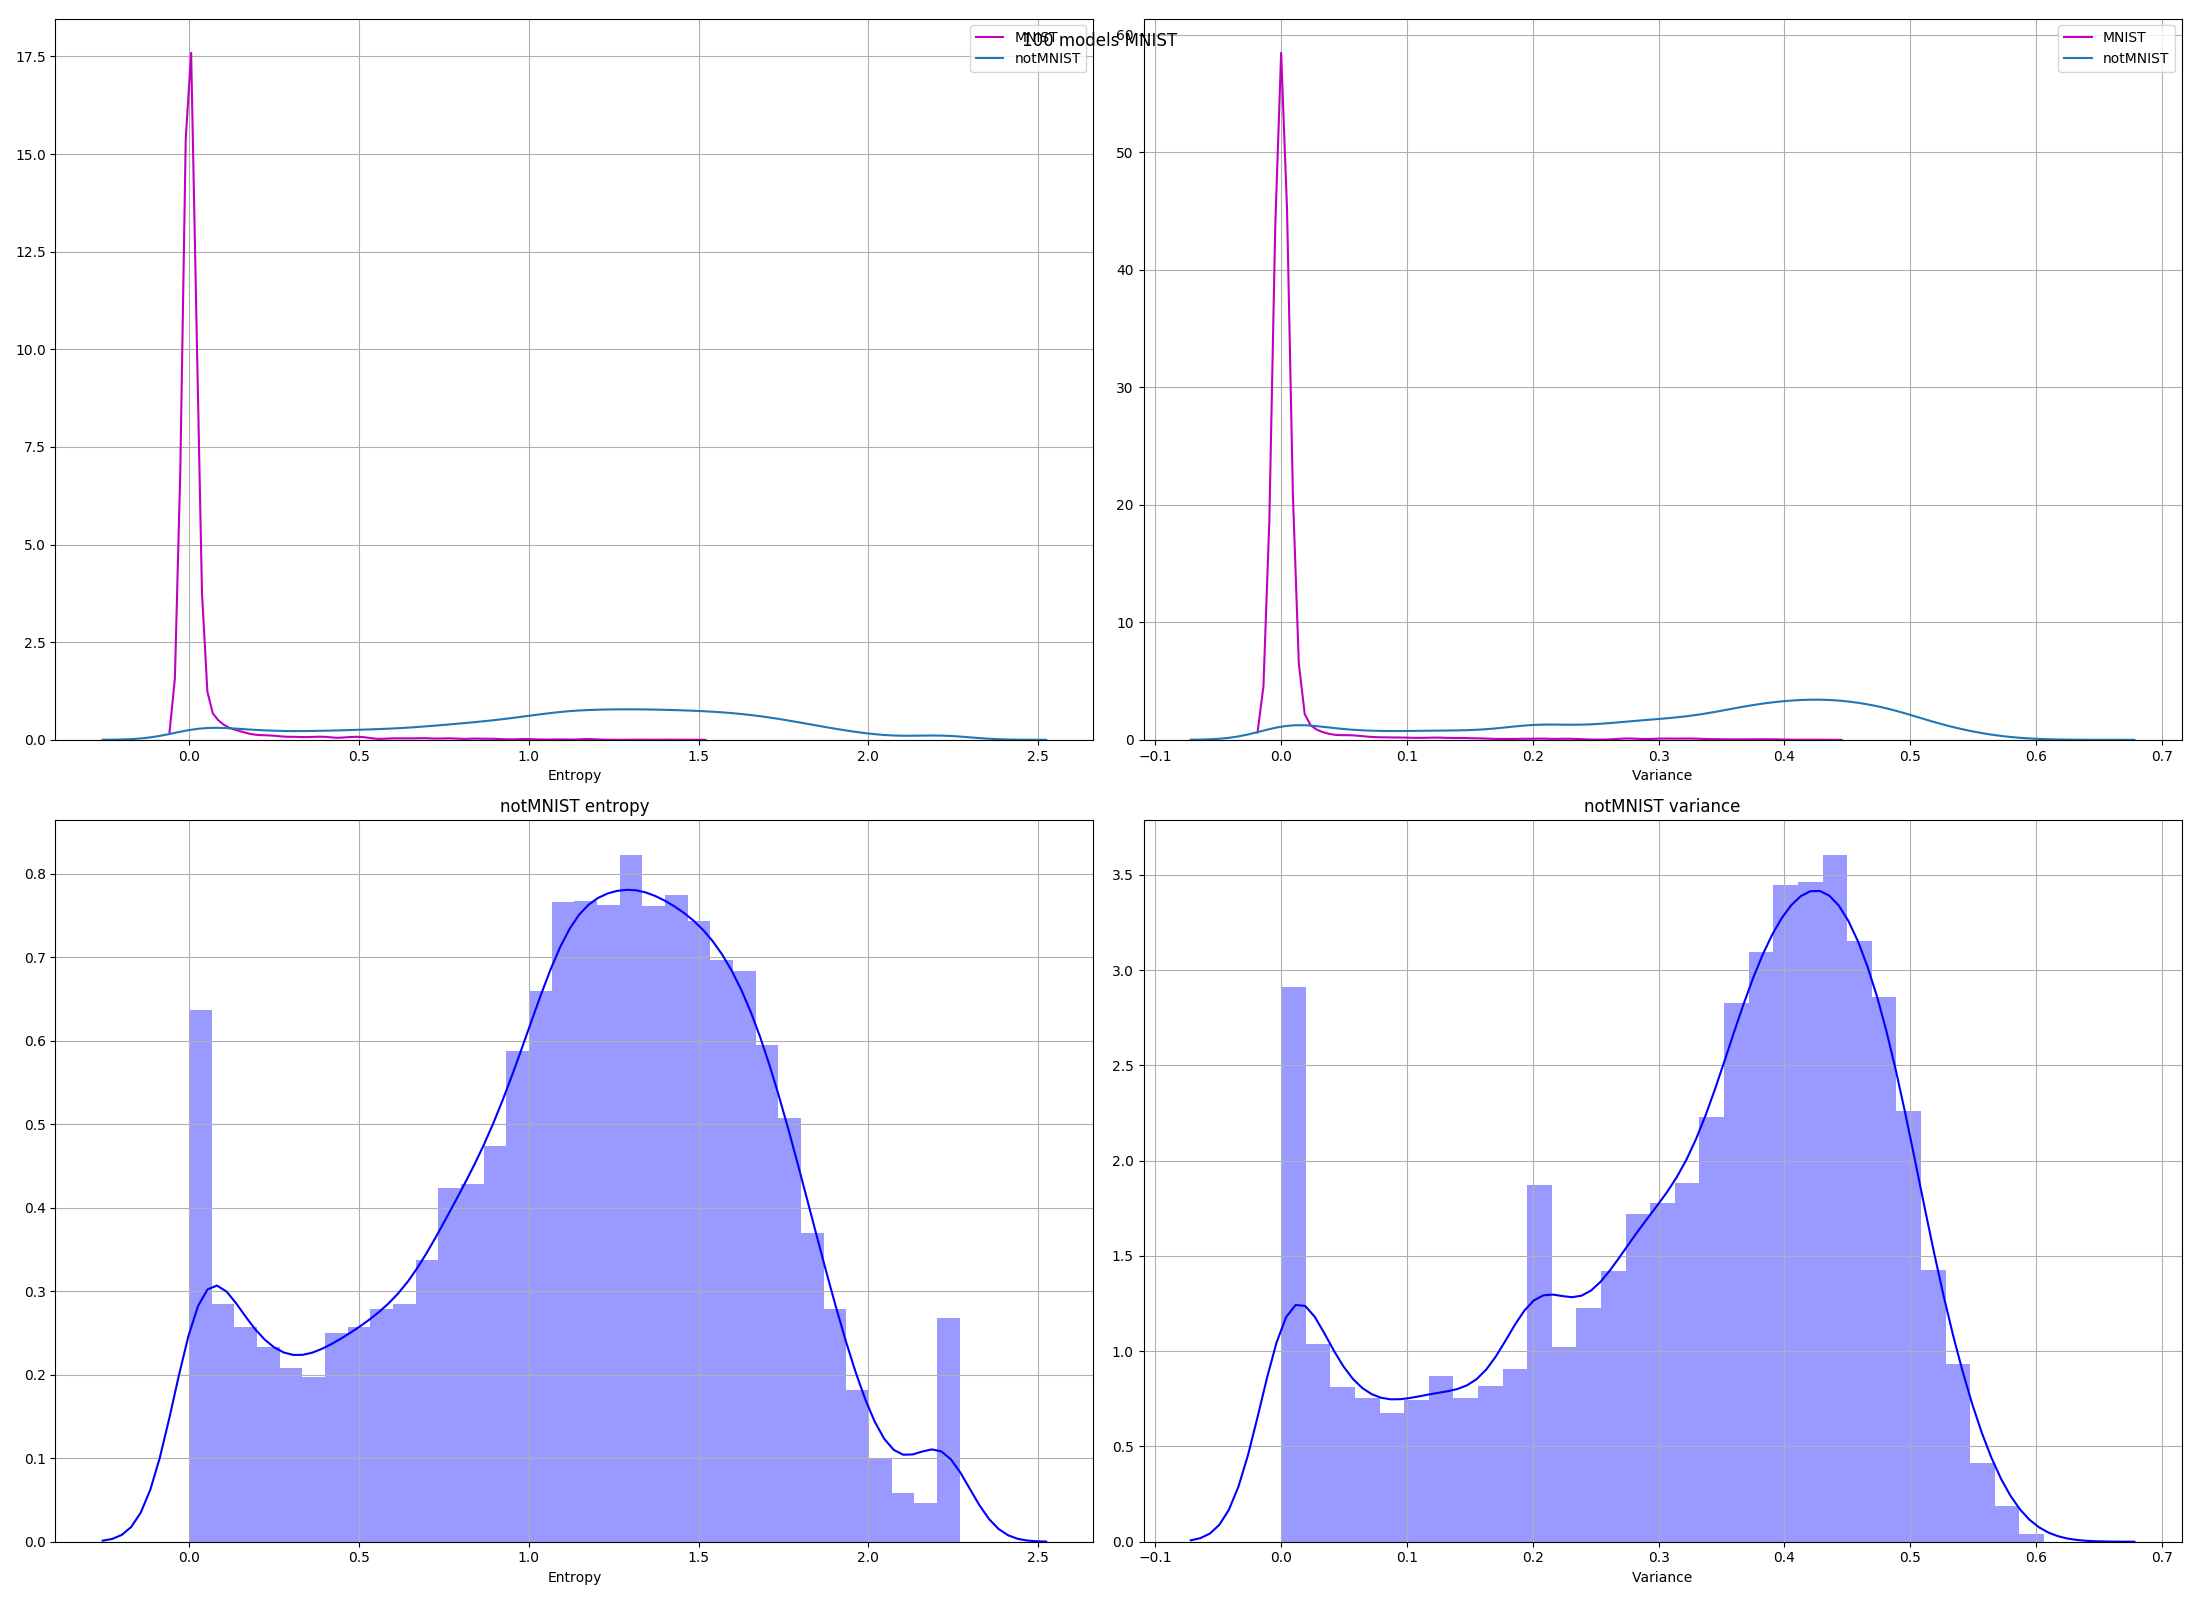 100 models MNIST
MNIST
notMNIST
17.5
15.0
12.5
10.0
7.5
5.0
2.5
0.0
0.0 0.5 1.0 1.5 2.0 2.5
Entropy
MNIST
notMNIST
60
50
40
30
20
10
0
−0.1 0.0 0.1 0.2 0.3 0.4 0.5 0.6 0.7
Variance
notMNIST entropy
0.8
0.7
0.6
0.5
0.4
0.3
0.2
0.1
0.0
0.0 0.5 1.0 1.5 2.0 2.5
Entropy
notMNIST variance
3.5
3.0
2.5
2.0
1.5
1.0
0.5
0.0
−0.1 0.0 0.1 0.2 0.3 0.4 0.5 0.6 0.7
Variance